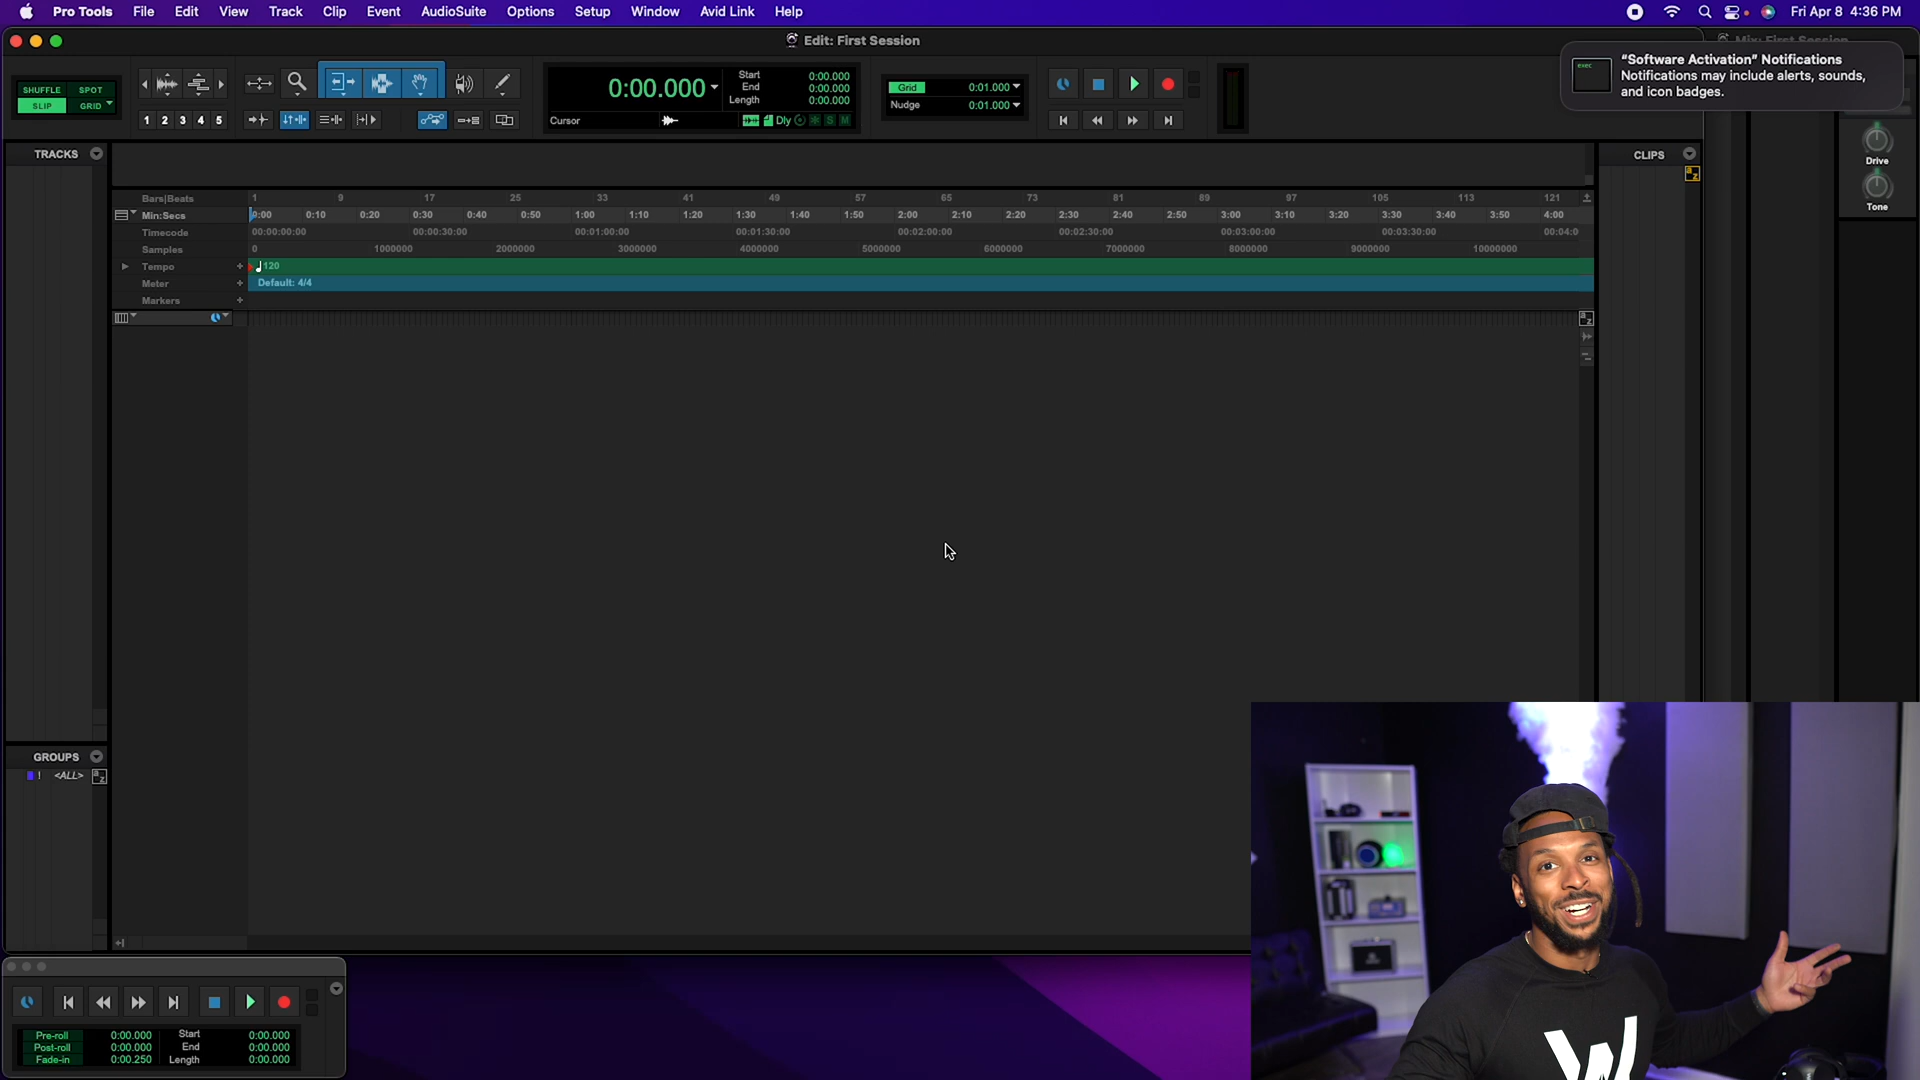 Pro Tools File Edit View Track Clip Event AudioSuite Options Setup Window Avid Link Help Fri Apr 8 4:36 PM
Edit: First Session
Mix: First Session
"Software Activation" Notifications
Notifications may include alerts, sounds,
and icon badges.
exec
SHUFFLE SPOT
SLIP GRID
1 2 3 4 5
0:00.000
Start 0:00.000
End 0:00.000
Length 0:00.000
Cursor Dly S M
Grid 0:01.000
Nudge 0:01.000
Drive
Tone
TRACKS
CLIPS
a z
Bars|Beats 1 9 17 25 33 41 49 57 65 73 81 89 97 105 113 121
Min:Secs 0:00 0:10 0:20 0:30 0:40 0:50 1:00 1:10 1:20 1:30 1:40 1:50 2:00 2:10 2:20 2:30 2:40 2:50 3:00 3:10 3:20 3:30 3:40 3:50 4:00
Timecode 00:00:00:00 00:00:30:00 00:01:00:00 00:01:30:00 00:02:00:00 00:02:30:00 00:03:00:00 00:03:30:00 00:04:0
Samples 0 1000000 2000000 3000000 4000000 5000000 6000000 7000000 8000000 9000000 10000000
Tempo + 120
Meter + Default: 4/4
Markers +
a z
GROUPS
! <ALL> a z
Pre-roll 0:00.000 Start 0:00.000
Post-roll 0:00.000 End 0:00.000
Fade-in 0:00.250 Length 0:00.000
W